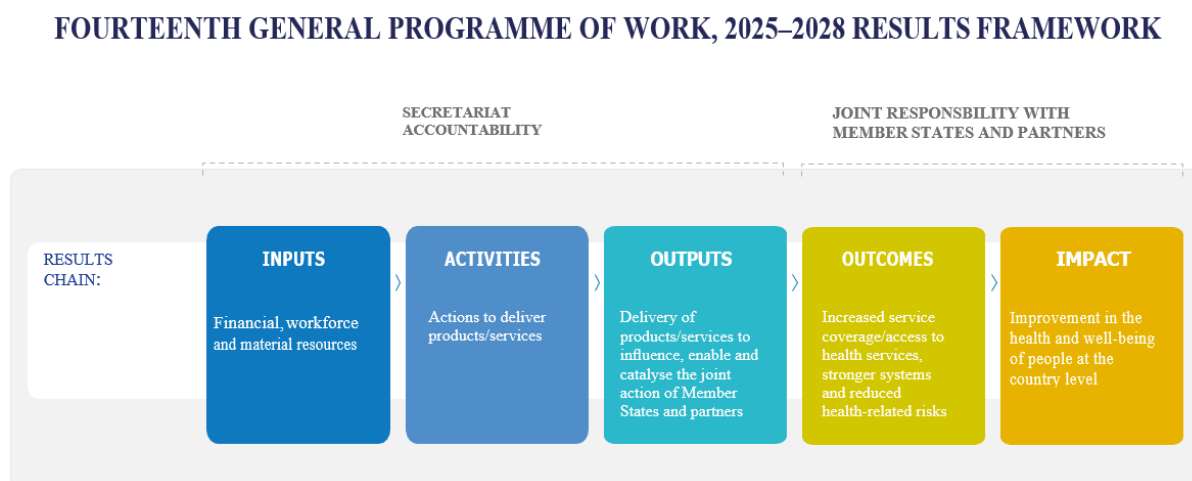 FOURTEENTH GENERAL PROGRAMME OF WORK, 2025–2028 RESULTS FRAMEWORK
SECRETARIAT
ACCOUNTABILITY
JOINT RESPONSBILITY WITH
MEMBER STATES AND PARTNERS
RESULTS
CHAIN:
INPUTS
Financial, workforce
and material resources
ACTIVITIES
Actions to deliver
products/services
OUTPUTS
Delivery of
products/services to
influence, enable and
catalyse the joint
action of Member
States and partners
OUTCOMES
Increased service
coverage/access to
health services,
stronger systems
and reduced
health-related risks
IMPACT
Improvement in the
health and well-being
of people at the
country level